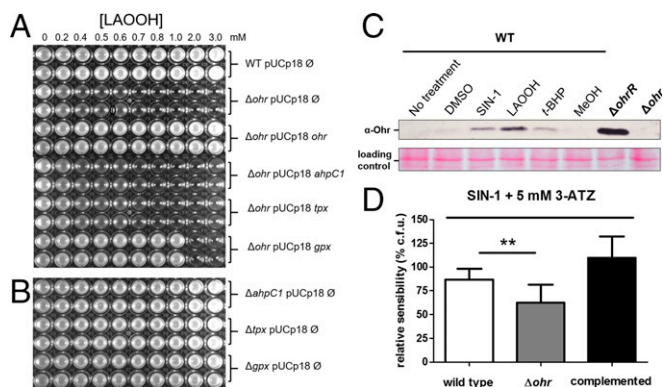 A
[LAOOH]
0 0.2 0.4 0.5 0.6 0.7 0.8 1.0 2.0 3.0 mM
WT pUCp18 Ø
Δohr pUCP18 Ø
Δohr pUCP18 ohr
Δohr pUCP18 ahpC1
Δohr pUCP18 tpx
Δohr pUCP18 gpx
B
ΔahpC1 pUCP18 Ø
Δtpx pUCP18 Ø
Δgpx pUCP18 Ø
C
WT
No treatment
DMSO
SIN-1
LAOOH
t-BHP
MeOH
ΔohrR
Δohr
α-Ohr
loading
control
D
SIN-1 + 5 mM 3-ATZ
relative sensibility (% c.f.u.)
150
125
100
75
50
25
0
**
wild type Δohr complemented